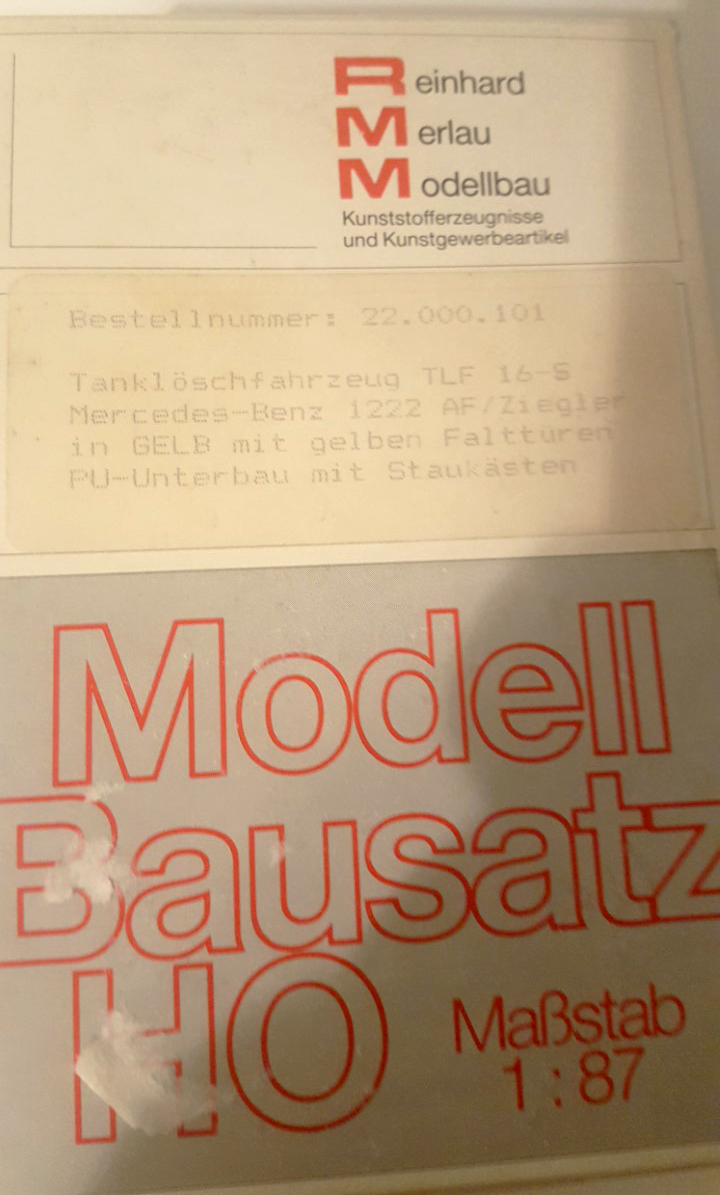 Reinhard
Merlau
Modellbau
Kunststofferzeugnisse
und Kunstgewerbeartikel
Bestellnummer: 22.000.101
Tanklöschfahrzeug TLF 16-S
Mercedes-Benz 1222 AF/Ziegler
in GELB mit gelben Falttüren
PU-Unterbau mit Staukästen
Modell
Bausatz
HO
Maßstab
1:87